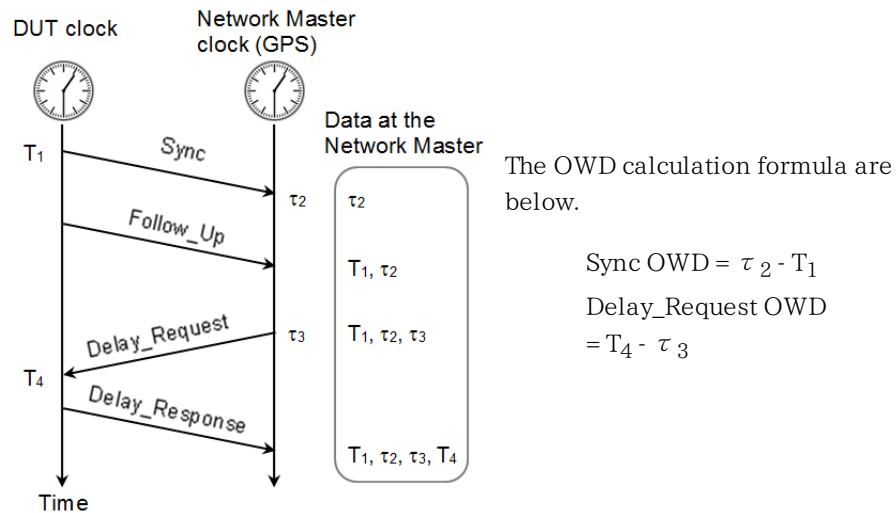 DUT clock
Network Master
clock (GPS)
Data at the
Network Master
T1
Sync
τ2
τ2
Follow_Up
T1, τ2
Delay_Request
τ3
T1, τ2, τ3
T4
Delay_Response
T1, τ2, τ3, T4
Time
The OWD calculation formula are
below.
Sync OWD = τ 2 - T1
Delay_Request OWD
= T4 - τ 3